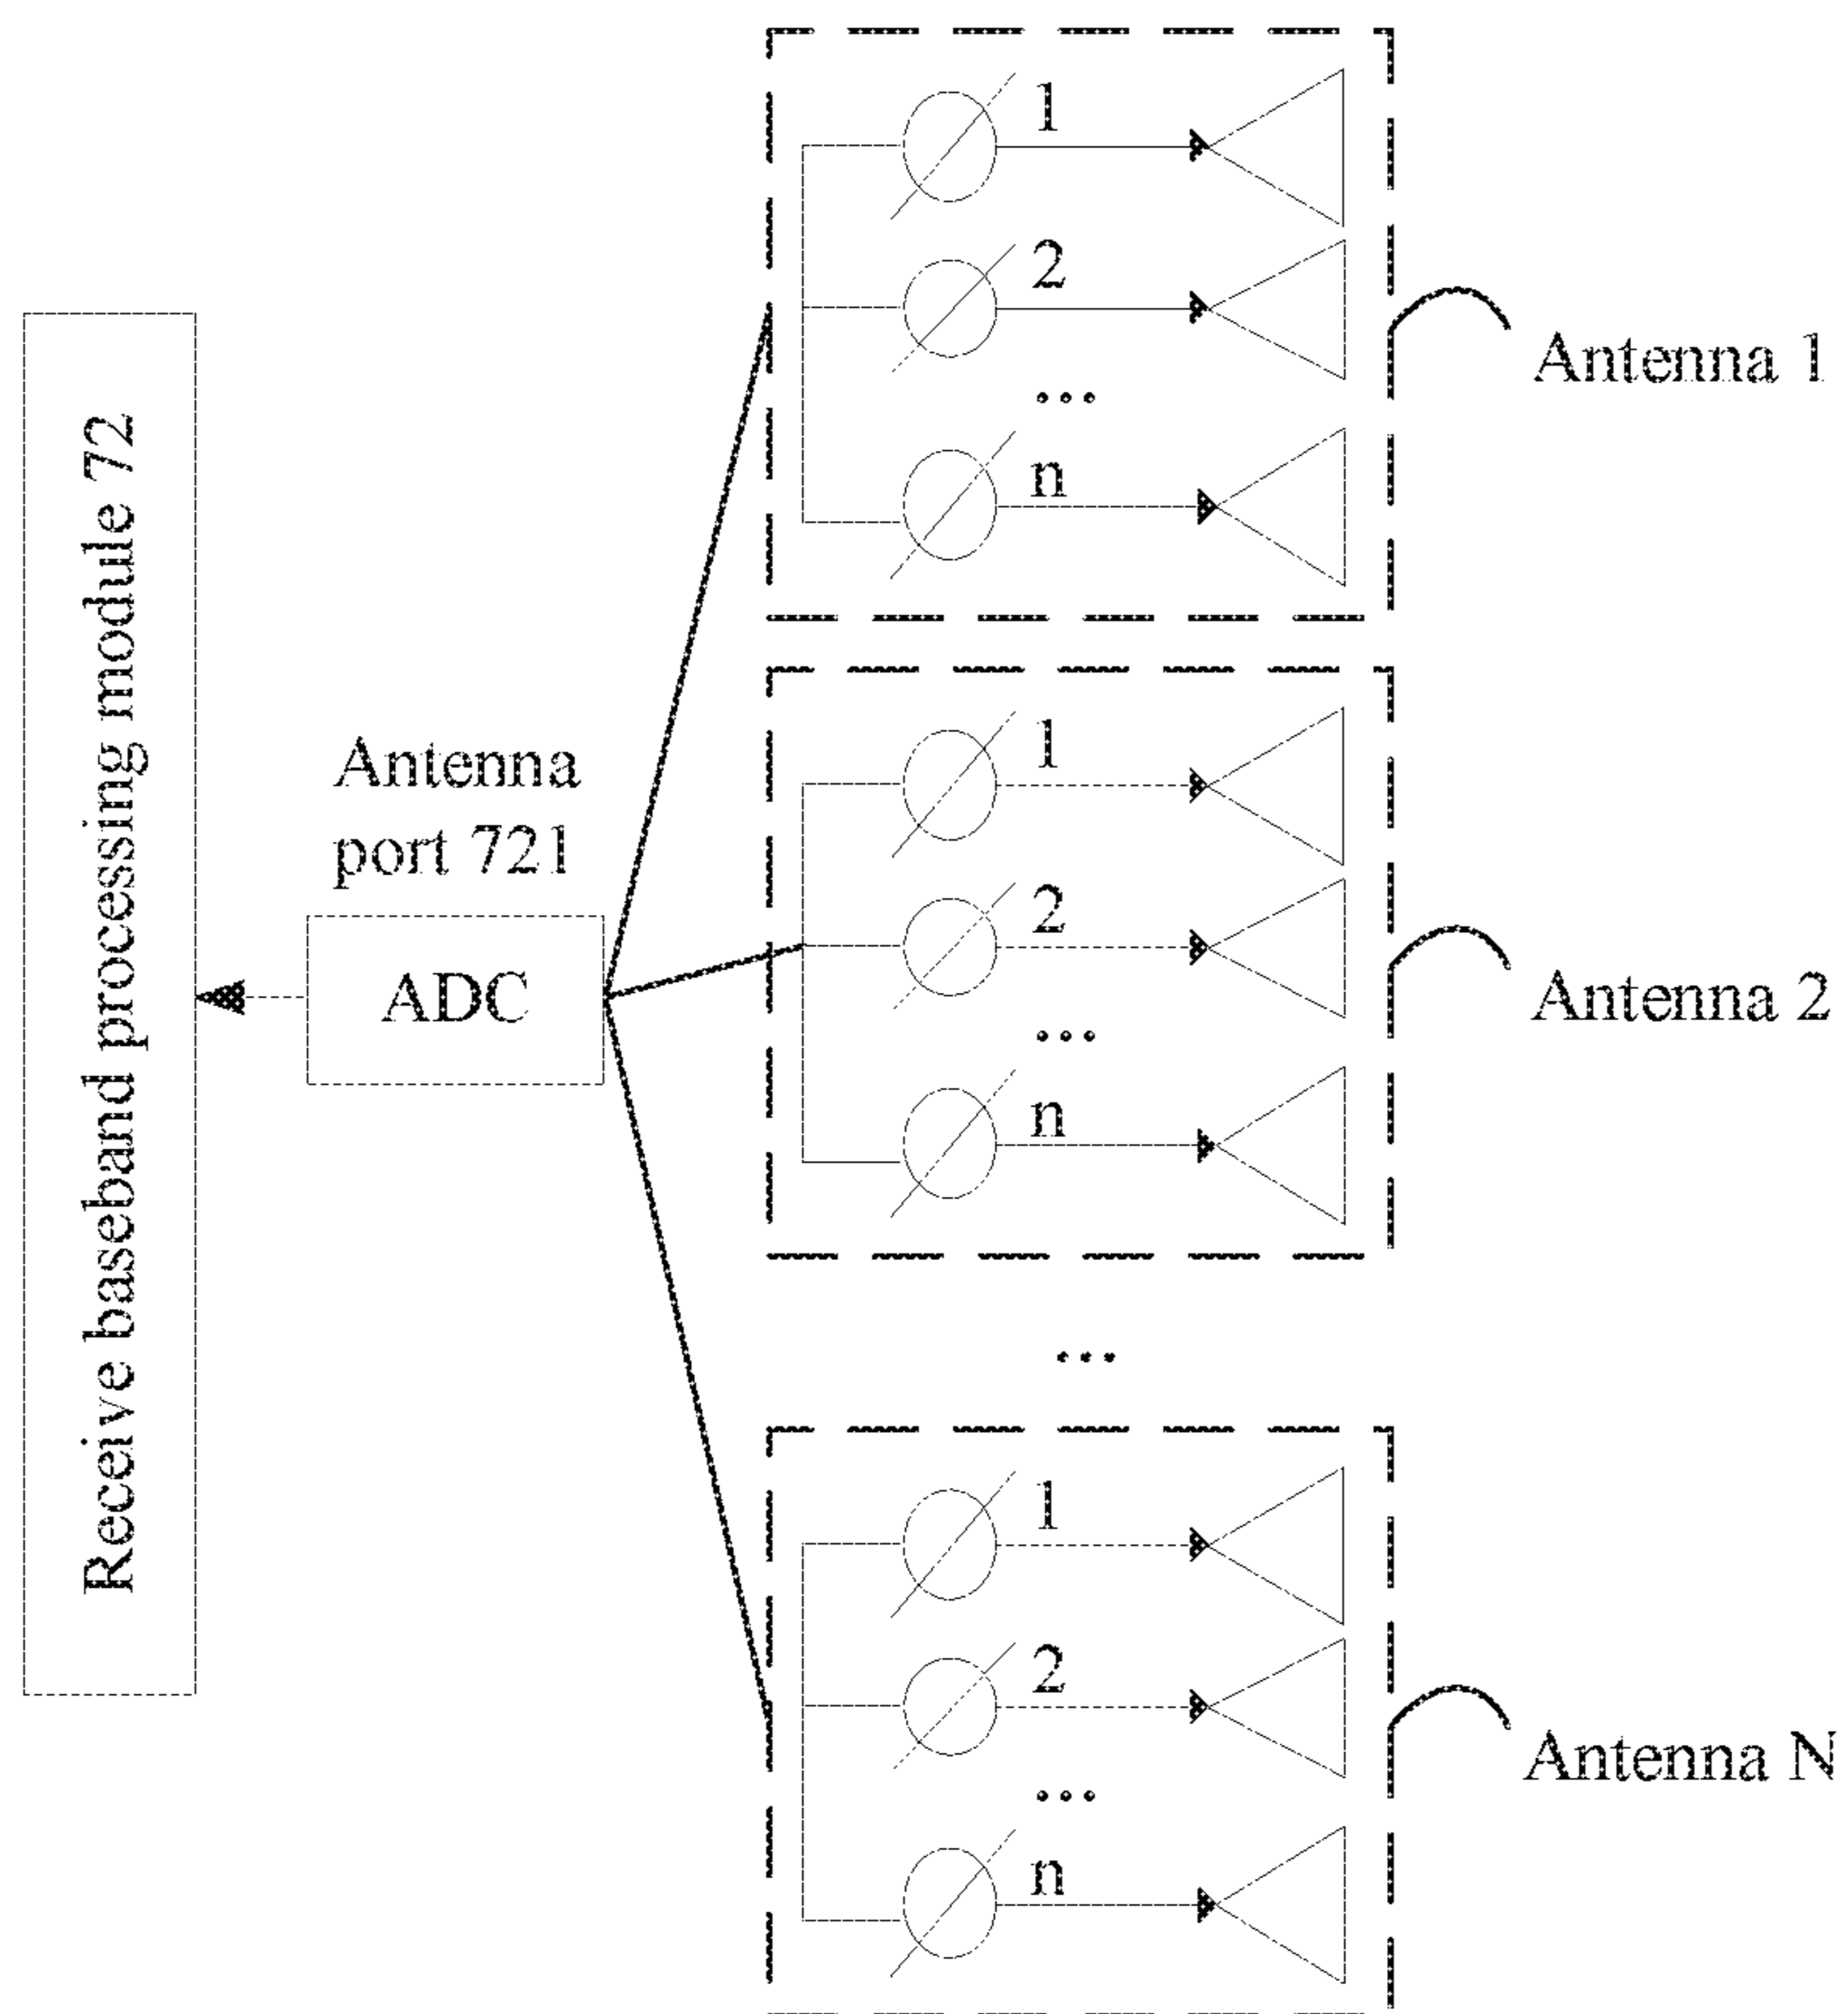 Receive baseband processing module 72
Antenna
port 721
ADC
1
2
...
n
Antenna 1
1
2
...
n
Antenna 2
...
1
2
...
n
Antenna N